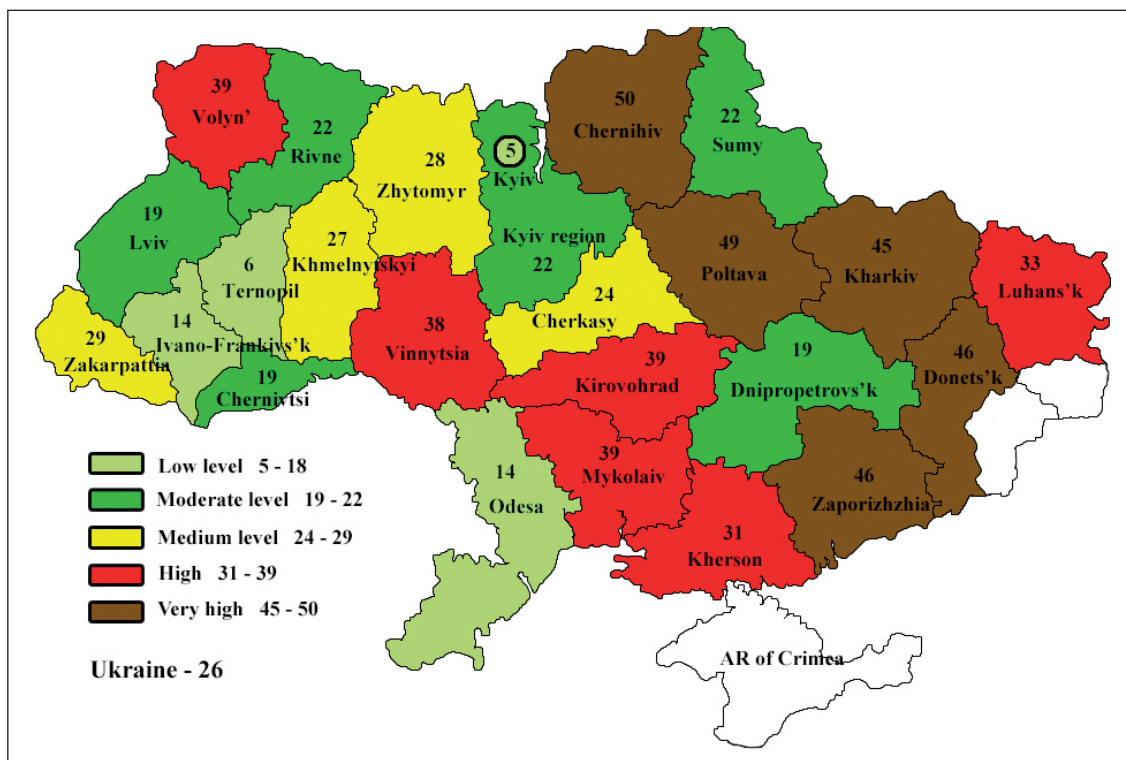 39
Volyn'
22
Rivne
28
Zhytomyr
5
Kyiv
50
Chernihiv
22
Sumy
19
Lviv
6
Ternopil
27
Khmelnytskyi
Kyiv region
22
49
Poltava
45
Kharkiv
33
Luhans'k
29
Zakarpattia
14
Ivano-Frankivs'k
19
Chernivtsi
38
Vinnytsia
24
Cherkasy
39
Kirovohrad
19
Dnipropetrovs'k
46
Donets'k
14
Odesa
39
Mykolaiv
31
Kherson
46
Zaporizhzhia
AR of Crimea
Low level 5 - 18
Moderate level 19 - 22
Medium level 24 - 29
High 31 - 39
Very high 45 - 50
Ukraine - 26